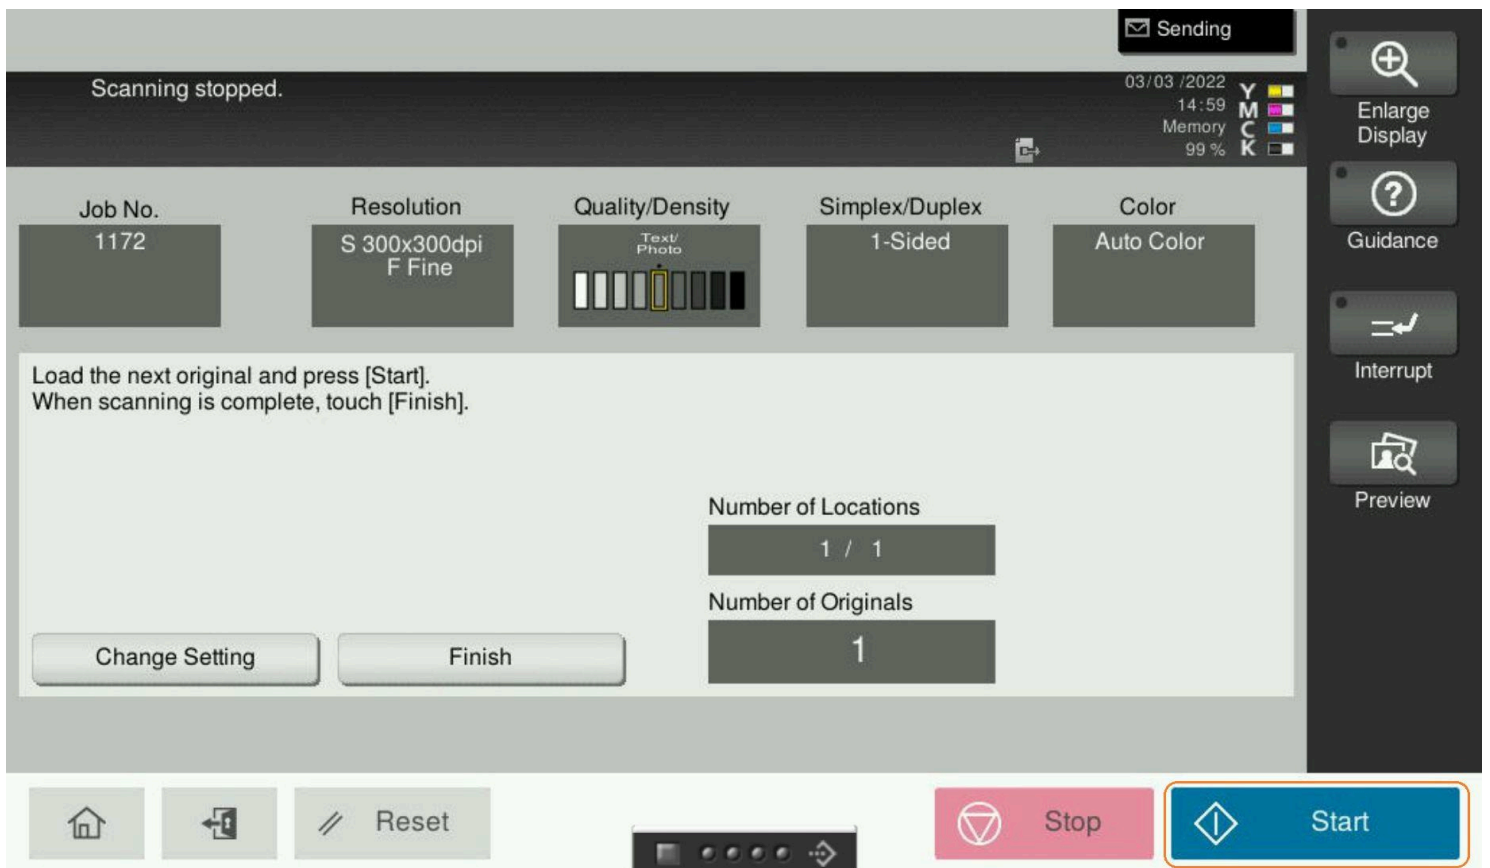 Sending
Scanning stopped.
03/03 /2022
14:59
Memory
99 %
Y
M
C
K
Enlarge
Display
Guidance
Interrupt
Preview
Job No.
1172
Resolution
S 300x300dpi
F Fine
Quality/Density
Text/
Photo
Simplex/Duplex
1-Sided
Color
Auto Color
Load the next original and press [Start].
When scanning is complete, touch [Finish].
Number of Locations
1 / 1
Number of Originals
1
Change Setting
Finish
Reset
Stop
Start